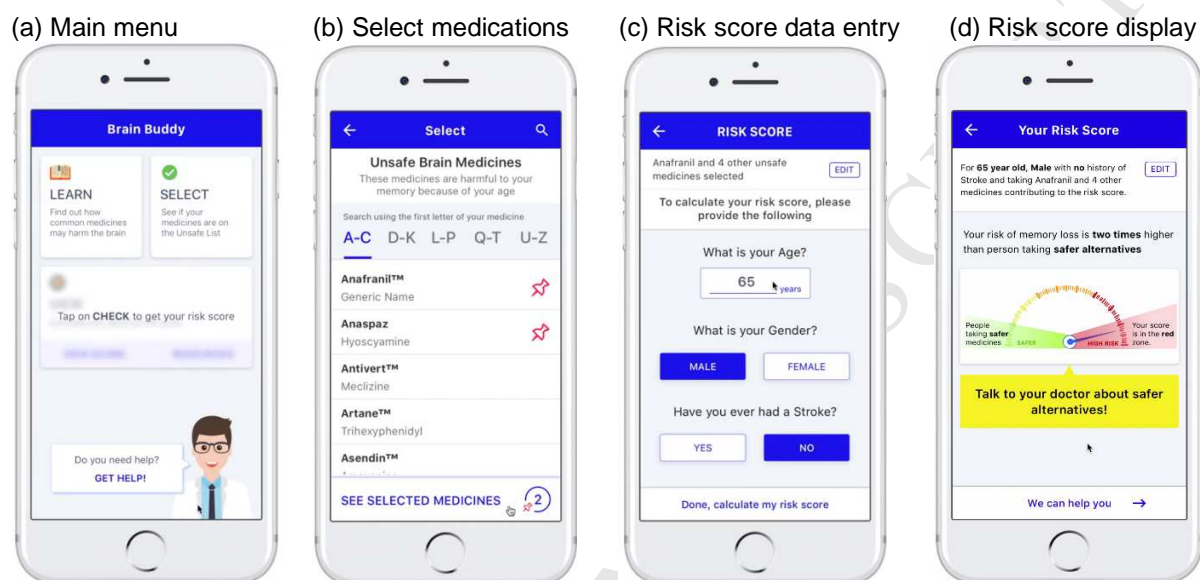 (a) Main menu
Brain Buddy
LEARN
Find out how
common medicines
may harm the brain
SELECT
See if your
medicines are on
the Unsafe List
Tap on CHECK to get your risk score
Do you need help?
GET HELP!
(b) Select medications
Select
Unsafe Brain Medicines
These medicines are harmful to your
memory because of your age
Search using the first letter of your medicine
A-C D-K L-P Q-T U-Z
Anafranil™
Generic Name
Anaspaz
Hyoscyamine
Antivert™
Meclizine
Artane™
Trihexyphenidyl
Asendin™
SEE SELECTED MEDICINES 2
(c) Risk score data entry
RISK SCORE
Anafranil and 4 other unsafe
medicines selected
EDIT
To calculate your risk score, please
provide the following
What is your Age?
65 years
What is your Gender?
MALE FEMALE
Have you ever had a Stroke?
YES NO
Done, calculate my risk score
(d) Risk score display
Your Risk Score
For 65 year old, Male with no history of
Stroke and taking Anafranil and 4 other
medicines contributing to the risk score.
EDIT
Your risk of memory loss is two times higher
than person taking safer alternatives
People
taking safer
medicines
SAFER
HIGH RISK
Your score
is in the red
zone.
Talk to your doctor about safer
alternatives!
We can help you →